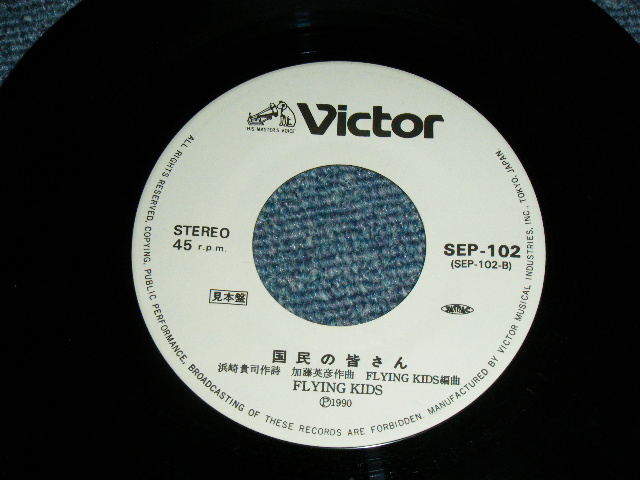 Victor
HIS MASTER'S VOICE
STEREO
45 r.p.m.
SEP-102
(SEP-102-B)
見本盤
国民の皆さん
浜崎貴司作詩 加藤英彦作曲 FLYING KIDS編曲
FLYING KIDS
Ⓟ1990
ALL RIGHTS RESERVED. COPYING, PUBLIC PERFORMANCE, BROADCASTING OF THESE RECORDS ARE FORBIDDEN. MANUFACTURED BY VICTOR MUSICAL INDUSTRIES, INC., TOKYO, JAPAN.